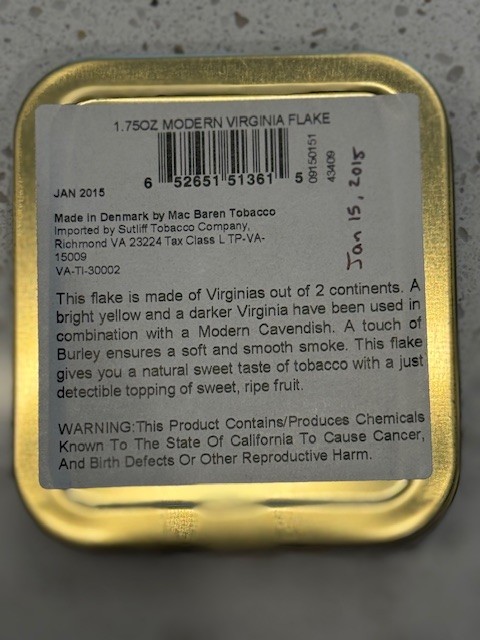 1.75OZ MODERN VIRGINIA FLAKE
6 52651 51361 5
09150151
43409
Jan 15, 2015
JAN 2015
Made in Denmark by Mac Baren Tobacco
Imported by Sutliff Tobacco Company,
Richmond VA 23224 Tax Class L TP-VA-
15009
VA-TI-30002
This flake is made of Virginias out of 2 continents. A
bright yellow and a darker Virginia have been used in
combination with a Modern Cavendish. A touch of
Burley ensures a soft and smooth smoke. This flake
gives you a natural sweet taste of tobacco with a just
detectible topping of sweet, ripe fruit.
WARNING:This Product Contains/Produces Chemicals
Known To The State Of California To Cause Cancer,
And Birth Defects Or Other Reproductive Harm.